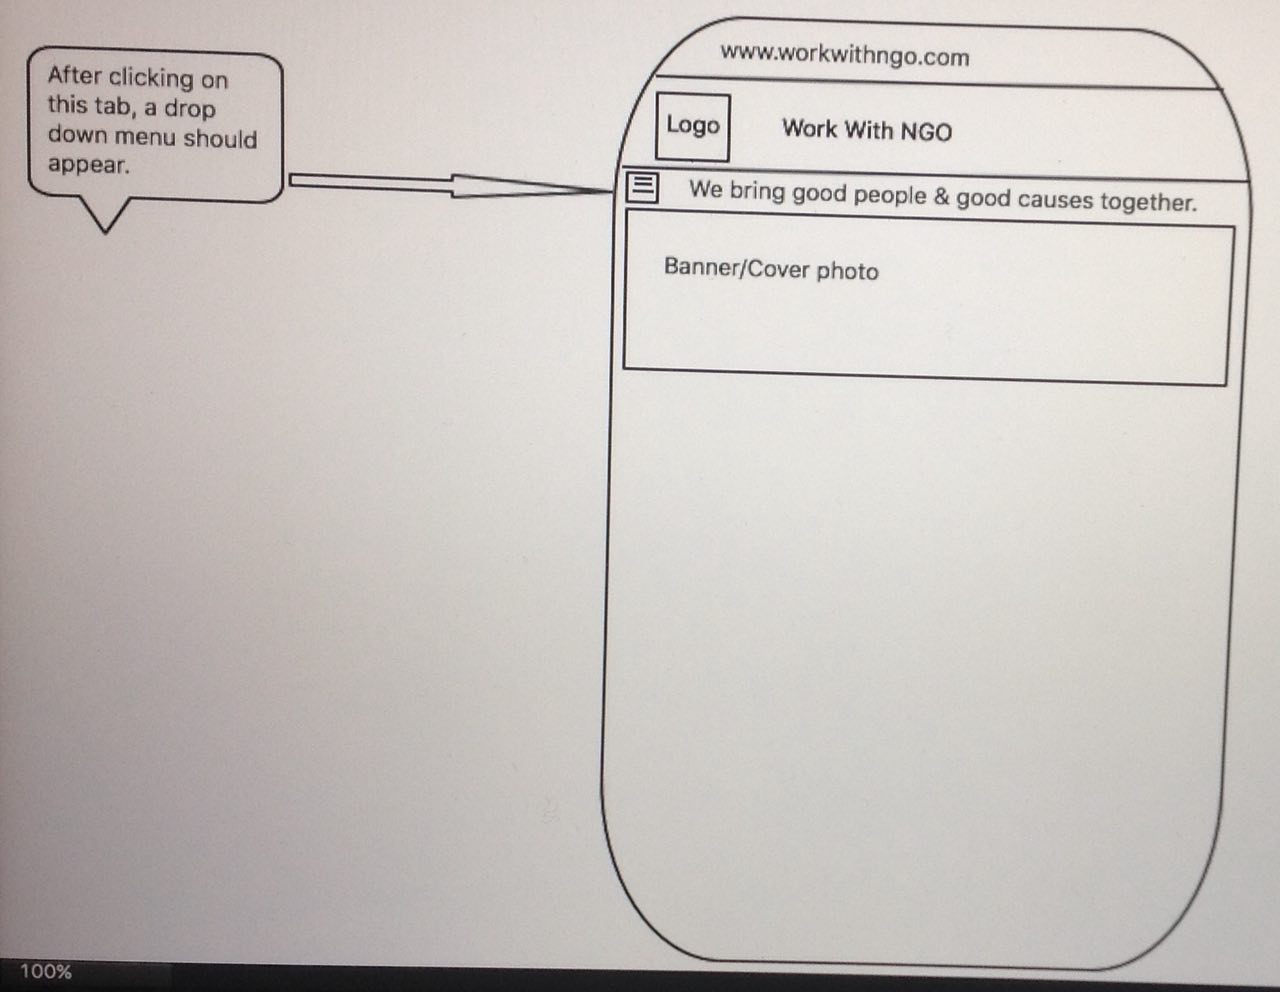 After clicking on
this tab, a drop
down menu should
appear.
www.workwithngo.com
Logo
Work With NGO
We bring good people & good causes together.
Banner/Cover photo
100%